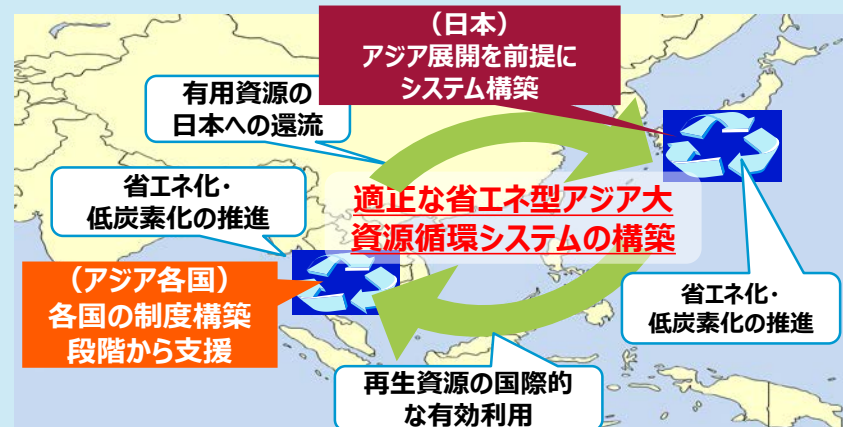 （日本）
アジア展開を前提に
システム構築
有用資源の
日本への還流
省エネ化・
低炭素化の推進
適正な省エネ型アジア大
資源循環システムの構築
（アジア各国）
各国の制度構築
段階から支援
省エネ化・
低炭素化の推進
再生資源の国際的
な有効利用